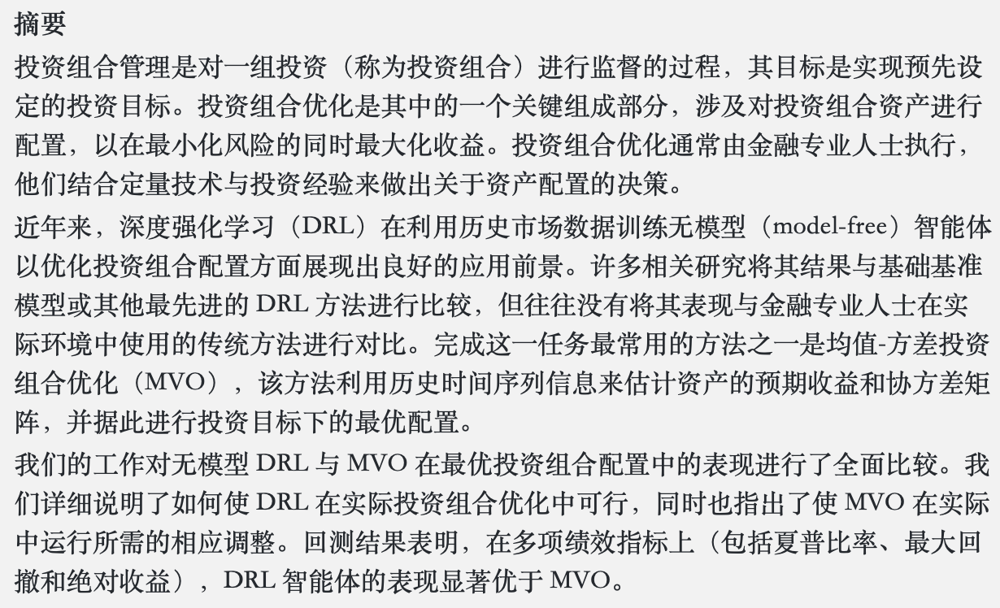 摘要
投资组合管理是对一组投资（称为投资组合）进行监督的过程，其目标是实现预先设
定的投资目标。投资组合优化是其中的一个关键组成部分，涉及对投资组合资产进行
配置，以在最小化风险的同时最大化收益。投资组合优化通常由金融专业人士执行，
他们结合定量技术与投资经验来做出关于资产配置的决策。
近年来，深度强化学习（DRL）在利用历史市场数据训练无模型（model-free）智能体
以优化投资组合配置方面展现出良好的应用前景。许多相关研究将其结果与基础基准
模型或其他最先进的 DRL 方法进行比较，但往往没有将其表现与金融专业人士在实
际环境中使用的传统方法进行对比。完成这一任务最常用的方法之一是均值-方差投资
组合优化（MVO），该方法利用历史时间序列信息来估计资产的预期收益和协方差矩
阵，并据此进行投资目标下的最优配置。
我们的工作对无模型 DRL 与 MVO 在最优投资组合配置中的表现进行了全面比较。我
们详细说明了如何使 DRL 在实际投资组合优化中可行，同时也指出了使 MVO 在实际
中运行所需的相应调整。回测结果表明，在多项绩效指标上（包括夏普比率、最大回
撤和绝对收益），DRL 智能体的表现显著优于 MVO。